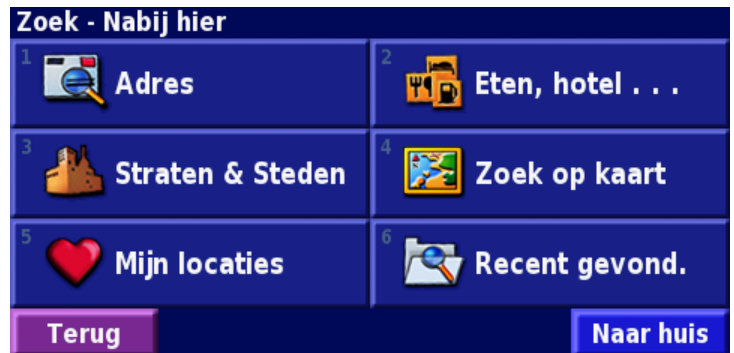 Zoek - Nabij hier
1 Adres
2 Eten, hotel . . .
3 Straten & Steden
4 Zoek op kaart
5 Mijn locaties
6 Recent gevond.
Terug
Naar huis